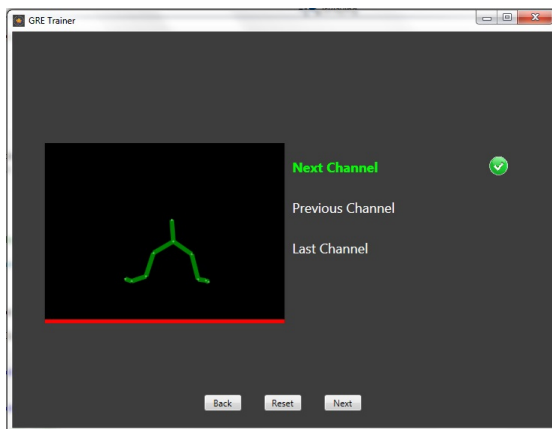 GRE Trainer
Next Channel
Previous Channel
Last Channel
Back Reset Next